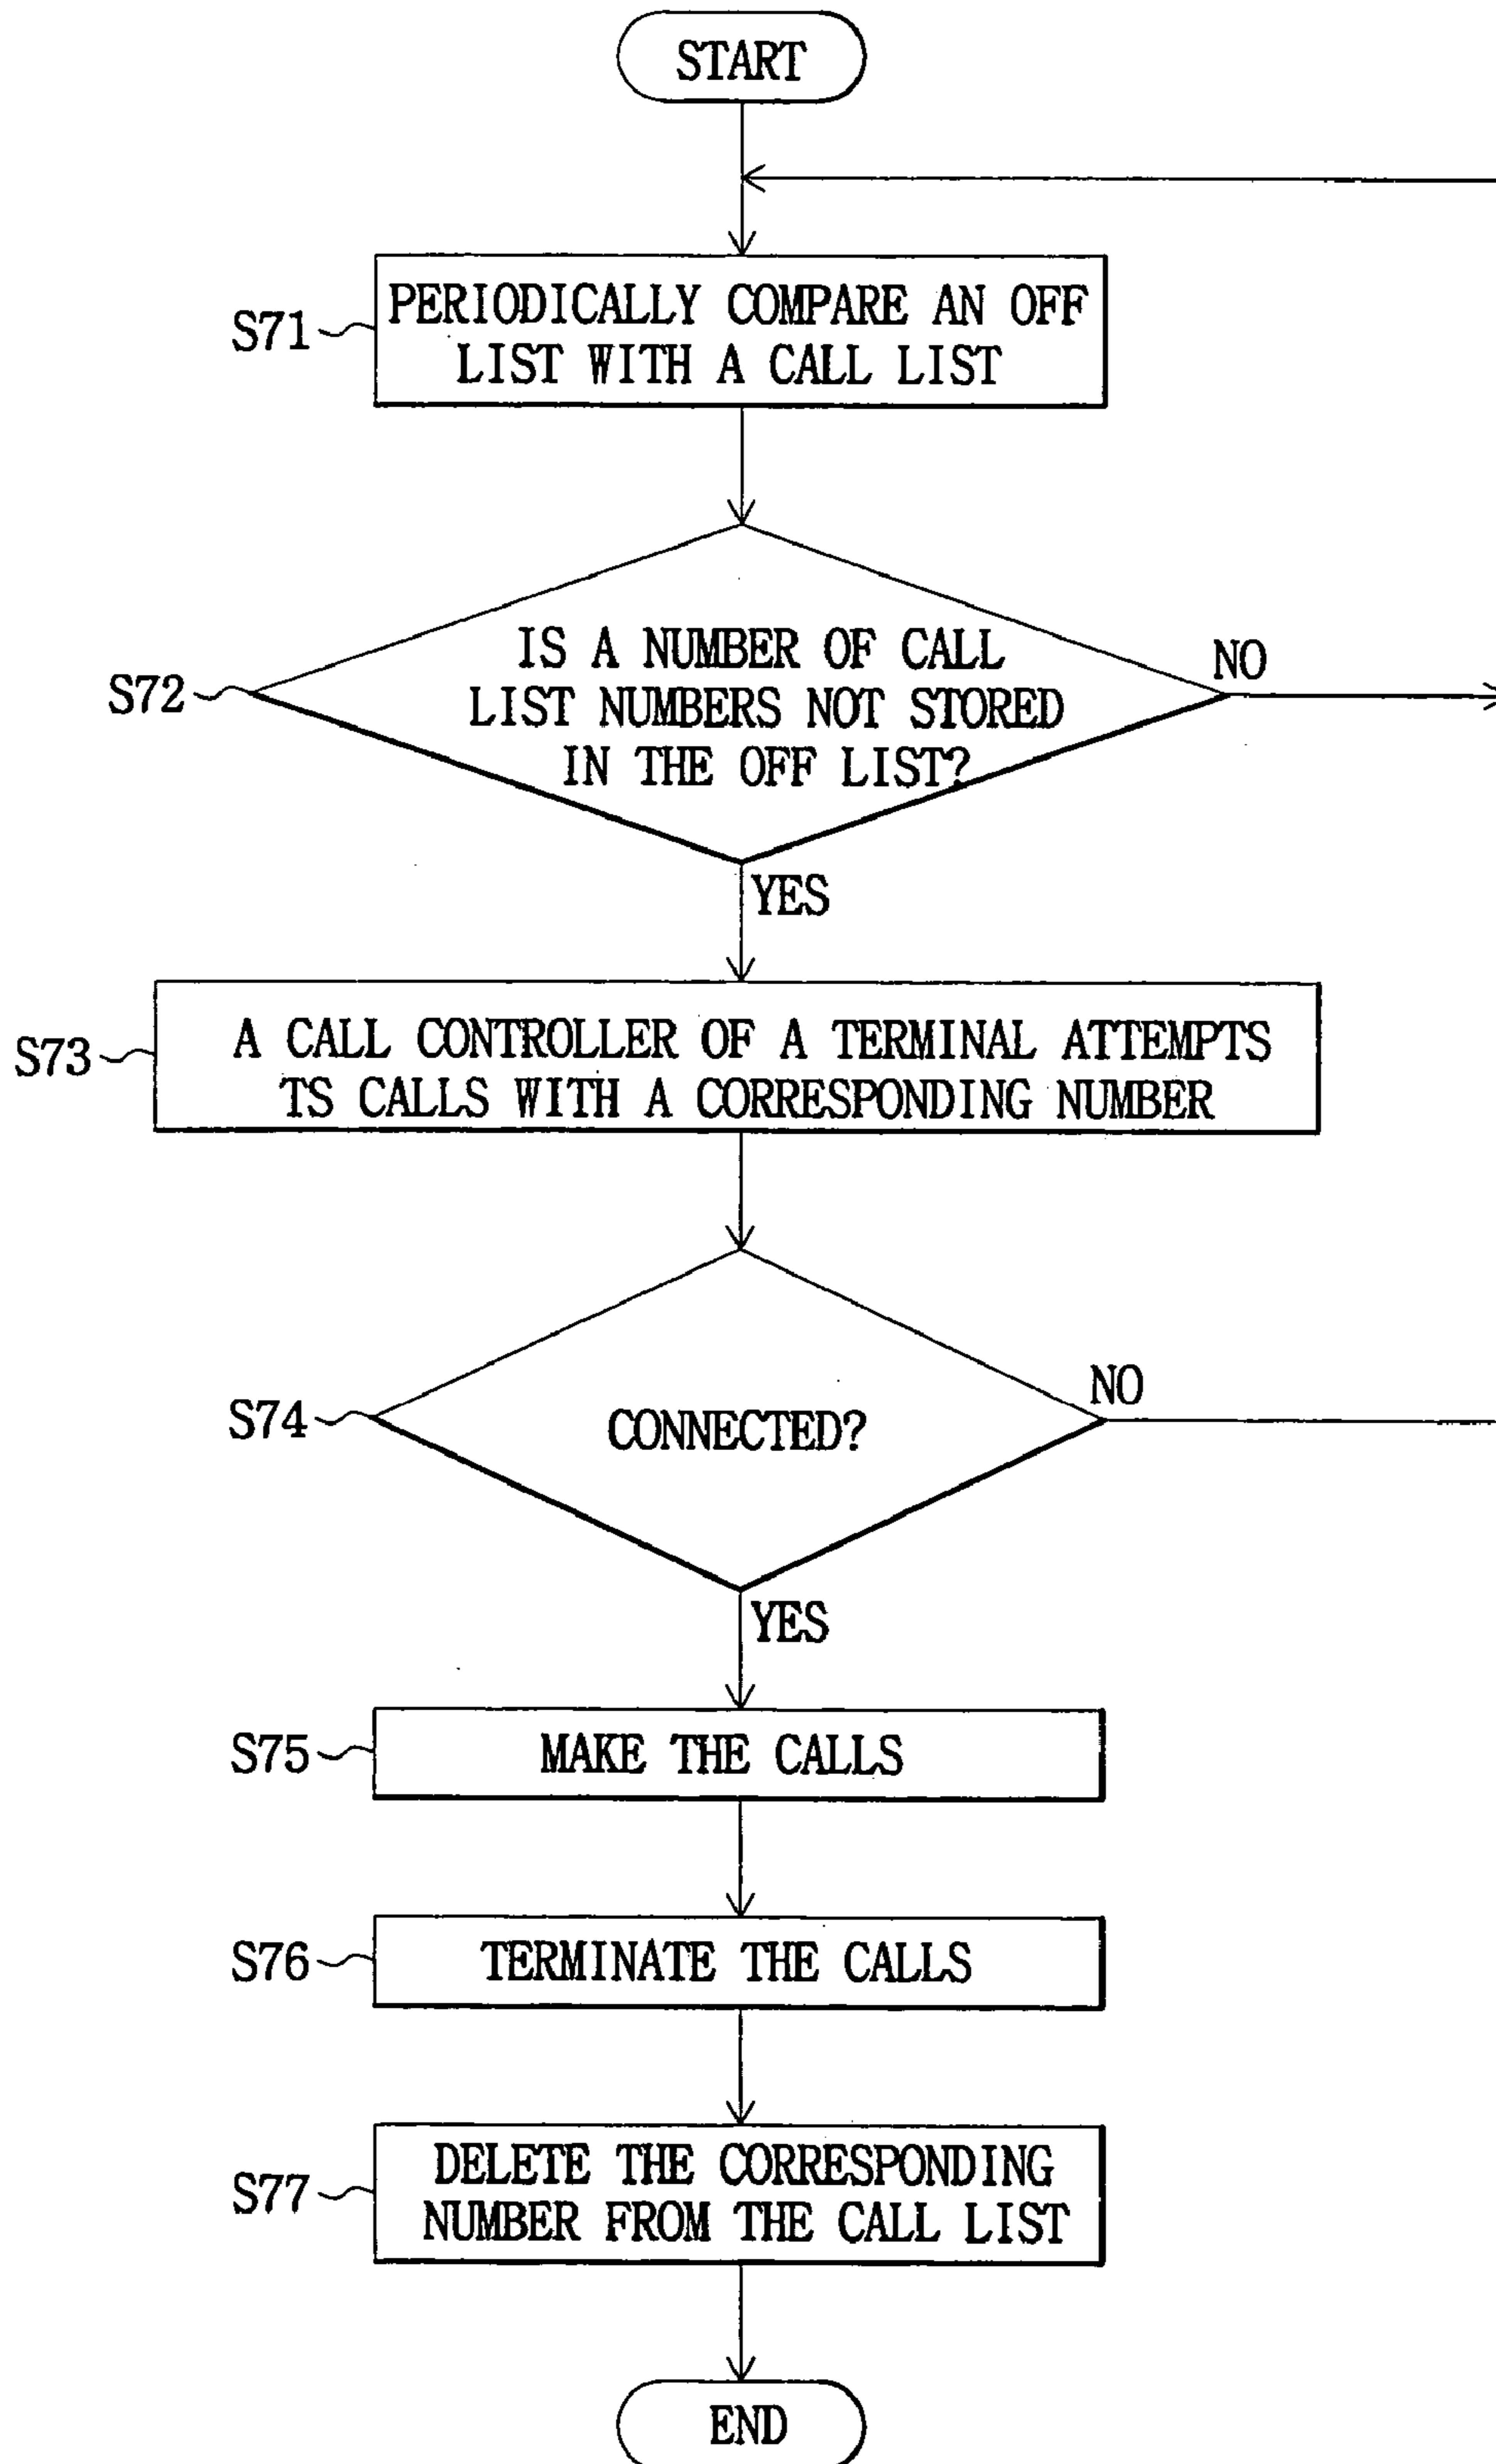 START
S71
PERIODICALLY COMPARE AN OFF
LIST WITH A CALL LIST
S72
IS A NUMBER OF CALL
LIST NUMBERS NOT STORED
IN THE OFF LIST?
NO
YES
S73
A CALL CONTROLLER OF A TERMINAL ATTEMPTS
TS CALLS WITH A CORRESPONDING NUMBER
S74
CONNECTED?
NO
YES
S75
MAKE THE CALLS
S76
TERMINATE THE CALLS
S77
DELETE THE CORRESPONDING
NUMBER FROM THE CALL LIST
END